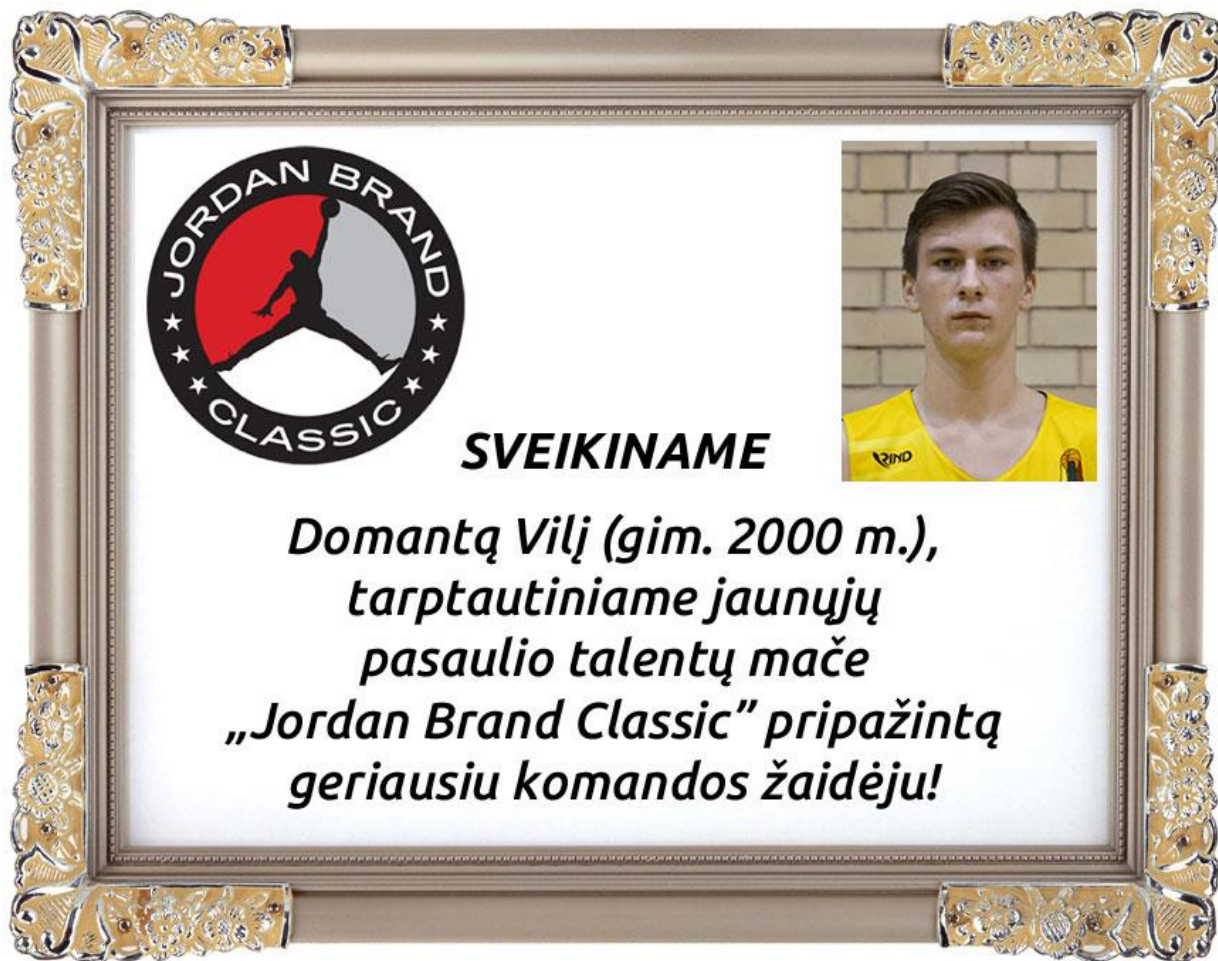 JORDAN BRAND
CLASSIC
RIND
SVEIKINAME
Domantą Vilį (gim. 2000 m.),
tarptautiniame jaunųjų
pasaulio talentų mače
„Jordan Brand Classic” pripažintą
geriausiu komandos žaidėju!